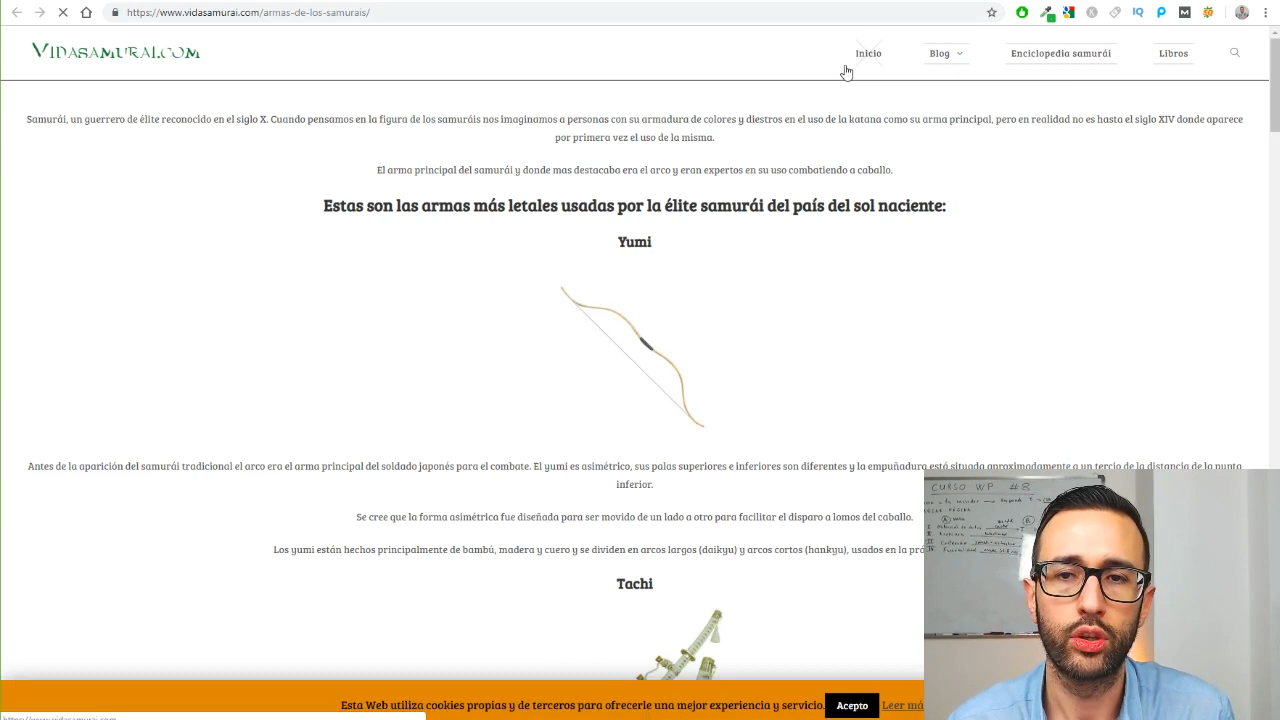 https://www.vidasamurai.com/armas-de-los-samurais/
VIDASAMURAI.COM
Inicio
Blog
Enciclopedia samurái
Libros
Samurái, un guerrero de élite reconocido en el siglo X. Cuando pensamos en la figura de los samuráis nos imaginamos a personas con su armadura de colores y diestros en el uso de la katana como su arma principal, pero en realidad no es hasta el siglo XIV donde aparece
por primera vez el uso de la misma.
El arma principal del samurái y donde mas destacaba era el arco y eran expertos en su uso combatiendo a caballo.
Estas son las armas más letales usadas por la élite samurái del país del sol naciente:
Yumi
Antes de la aparición del samurái tradicional el arco era el arma principal del soldado japonés para el combate. El yumi es asimétrico, sus palas superiores e inferiores son diferentes y la empuñadura está situada aproximadamente a un tercio de la distancia de la punta
inferior.
Se cree que la forma asimétrica fue diseñada para ser movido de un lado a otro para facilitar el disparo a lomos del caballo.
Los yumi están hechos principalmente de bambú, madera y cuero y se dividen en arcos largos (daikyu) y arcos cortos (hankyu), usados en la
Tachi
CURSO WP #8
Esta Web utiliza cookies propias y de terceros para ofrecerle una mejor experiencia y servicio.
Acepto
Leer
https://www.vidasamurai.com